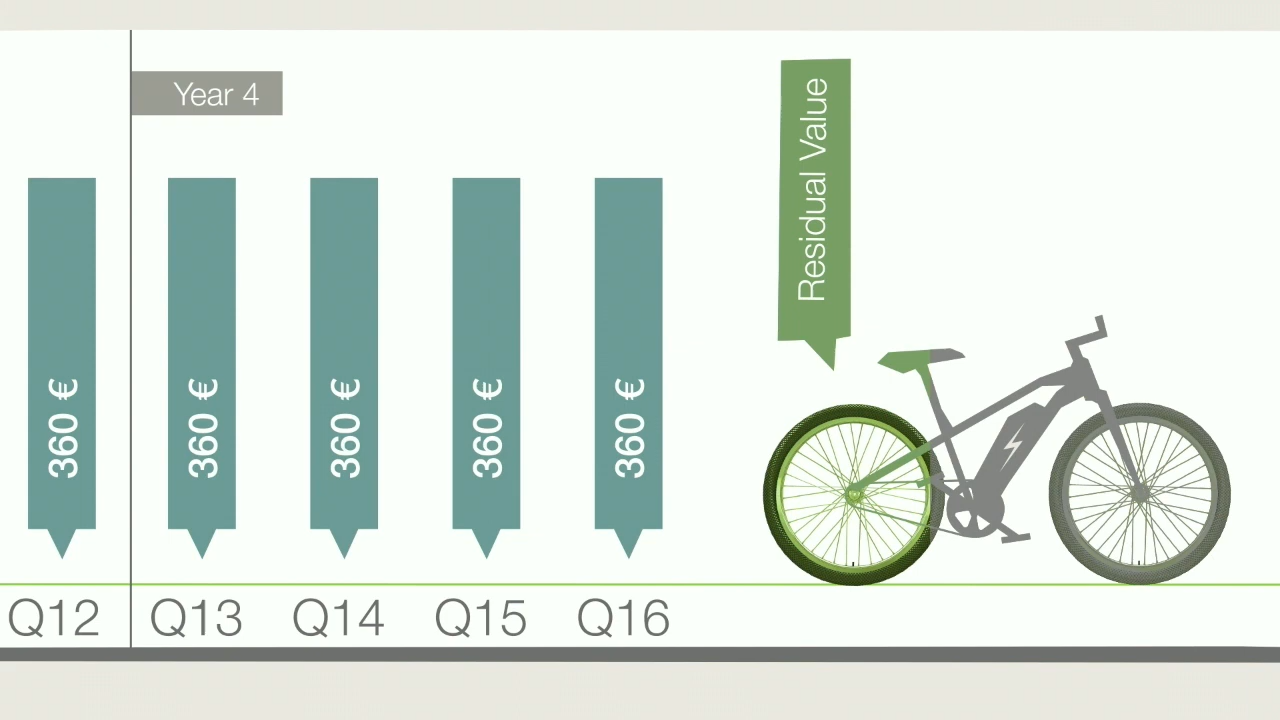 Year 4
Residual Value
360 €
360 €
360 €
360 €
360 €
Q12
Q13
Q14
Q15
Q16